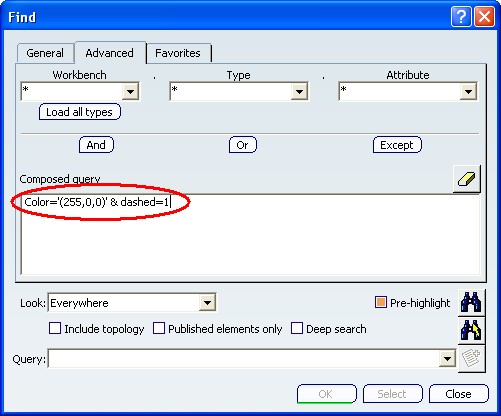 Find
General Advanced Favorites
Workbench . Type . Attribute
* * *
Load all types
And Or Except
Composed query
Color='(255,0,0)' & dashed=1
Look: Everywhere Pre-highlight
Include topology Published elements only Deep search
Query:
OK Select Close